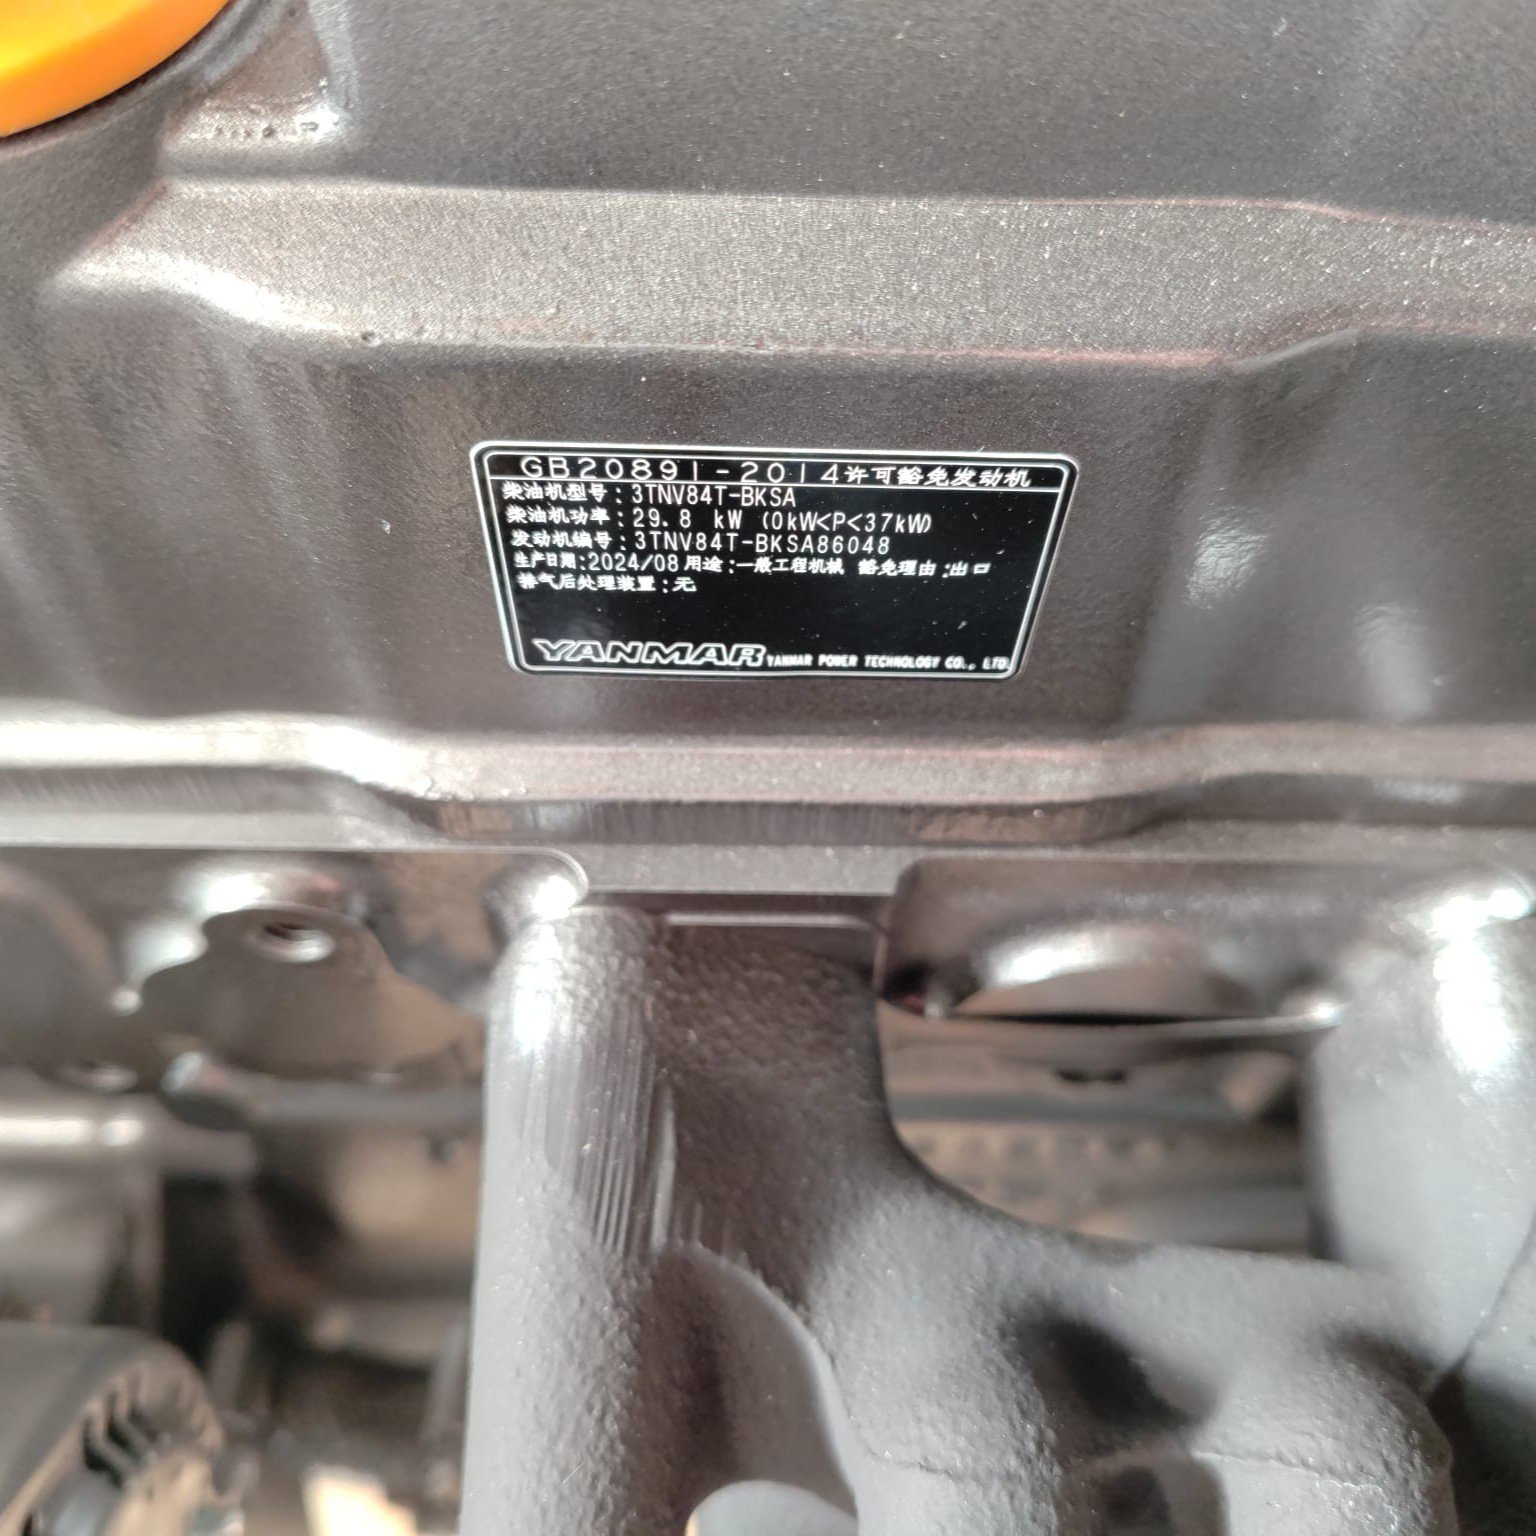 GB20891-2014许可豁免发动机
柴油机型号:3TNV84T-BKSA
柴油机功率:29.8 kW (0kW<P<37kW)
发动机编号:3TNV84T-BKSA86048
生产日期:2024/08 用途:一般工程机械 豁免理由:出口
排气后处理装置:无
YANMAR YANMAR POWER TECHNOLOGY CO., LTD.